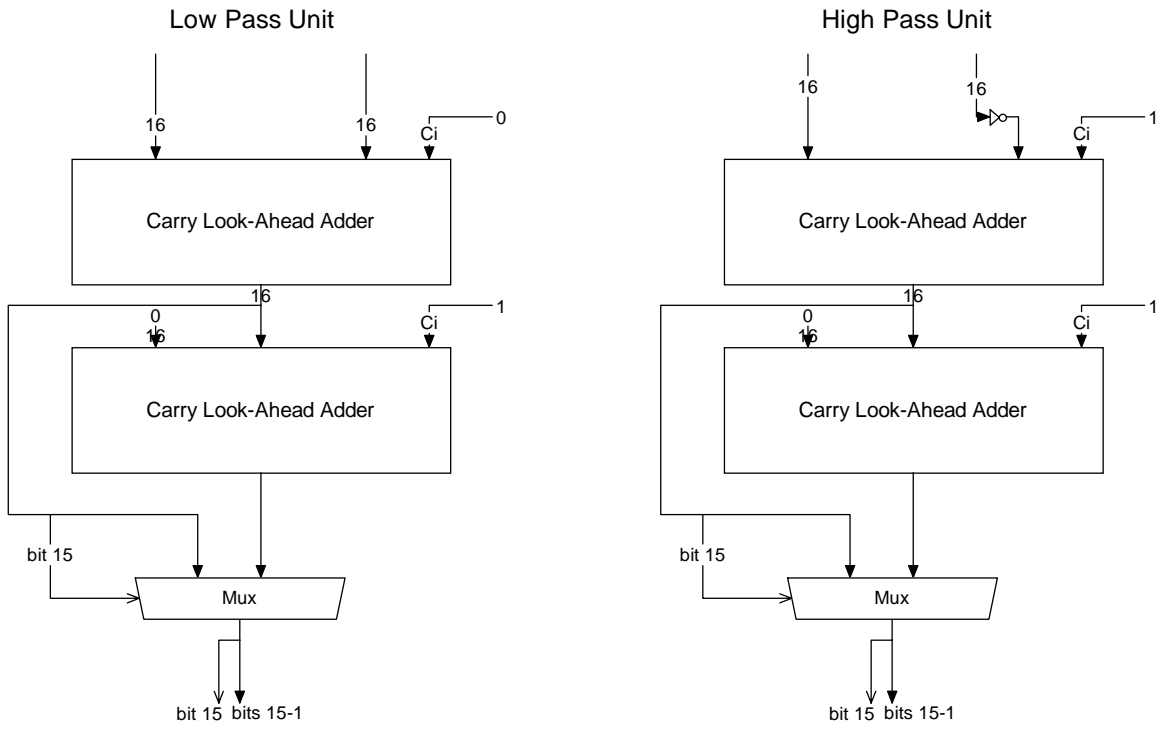 Low Pass Unit
High Pass Unit
16
16
Ci
0
16
16
Ci
1
Carry Look-Ahead Adder
Carry Look-Ahead Adder
16
0
16
Ci
1
16
0
16
Ci
1
Carry Look-Ahead Adder
Carry Look-Ahead Adder
bit 15
bit 15
Mux
Mux
bit 15
bits 15-1
bit 15
bits 15-1